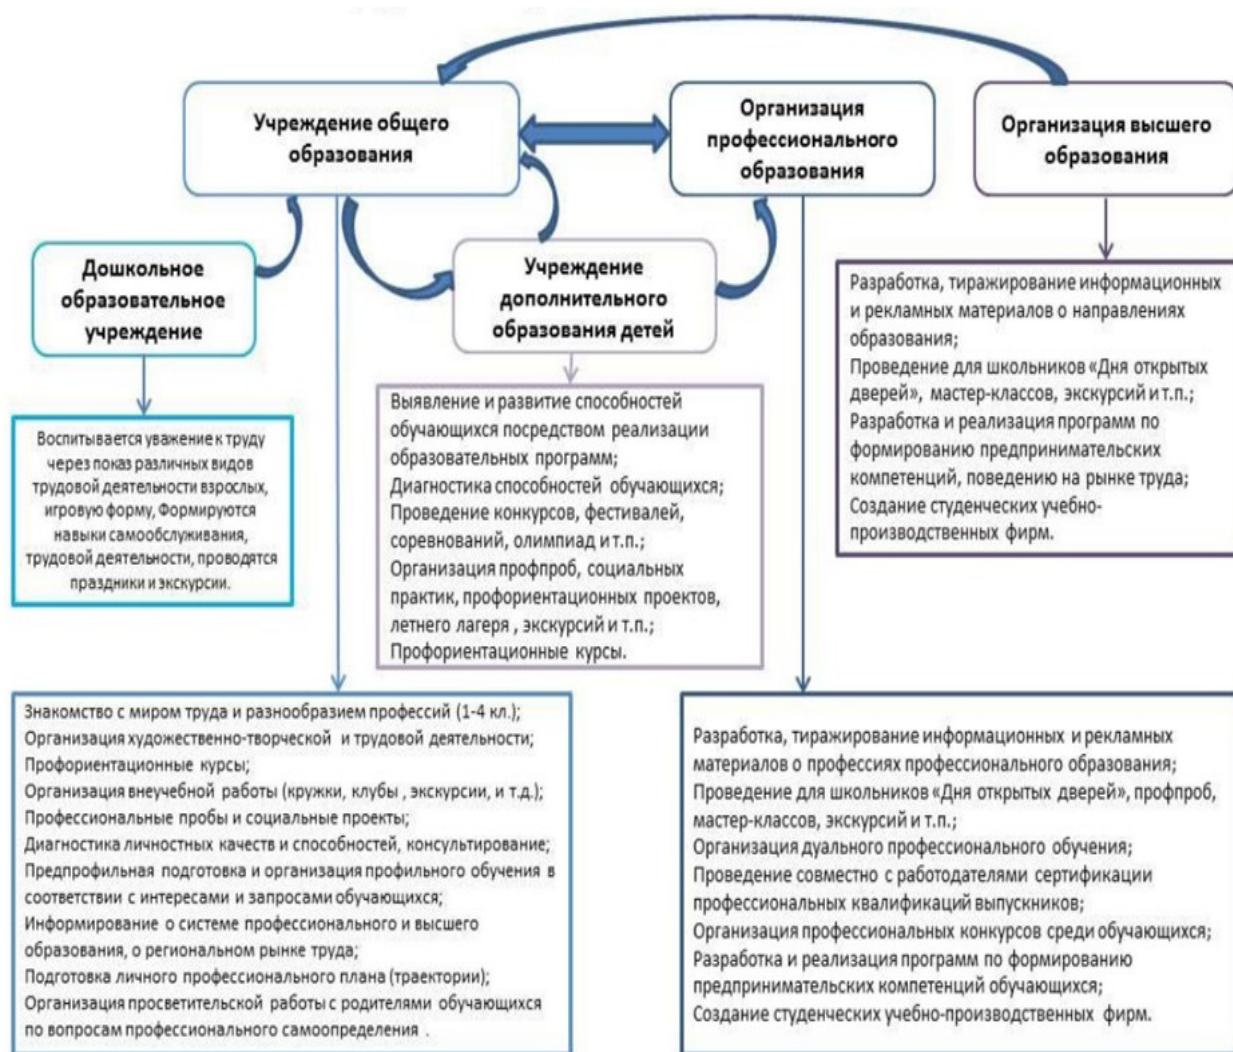 Учреждение общего
образования
Организация
профессионального
образования
Организация высшего
образования
Дошкольное
образовательное
учреждение
Учреждение
дополнительного
образования детей
Воспитывается уважение к труду
через показ различных видов
трудовой деятельности взрослых,
игровую форму, Формируются
навыки самообслуживания,
трудовой деятельности, проводятся
праздники и экскурсии.
Выявление и развитие способностей
обучающихся посредством реализации
образовательных программ;
Диагностика способностей обучающихся;
Проведение конкурсов, фестивалей,
соревнований, олимпиад и т.п.;
Организация профпроб, социальных
практик, профориентационных проектов,
летнего лагеря , экскурсий и т.п.;
Профориентационные курсы.
Разработка, тиражирование информационных
и рекламных материалов о направлениях
образования;
Проведение для школьников «Дня открытых
дверей», мастер-классов, экскурсий и т.п.;
Разработка и реализация программ по
формированию предпринимательских
компетенций, поведению на рынке труда;
Создание студенческих учебно-
производственных фирм.
Знакомство с миром труда и разнообразием профессий (1-4 кл.);
Организация художественно-творческой и трудовой деятельности;
Профориентационные курсы;
Организация внеучебной работы (кружки, клубы , экскурсии, и т.д.);
Профессиональные пробы и социальные проекты;
Диагностика личностных качеств и способностей, консультирование;
Предпрофильная подготовка и организация профильного обучения в
соответствии с интересами и запросами обучающихся;
Информирование о системе профессионального и высшего
образования, о региональном рынке труда;
Подготовка личного профессионального плана (траектории);
Организация просветительской работы с родителями обучающихся
по вопросам профессионального самоопределения .
Разработка, тиражирование информационных и рекламных
материалов о профессиях профессионального образования;
Проведение для школьников «Дня открытых дверей», профпроб,
мастер-классов, экскурсий и т.п.;
Организация дуального профессионального обучения;
Проведение совместно с работодателями сертификации
профессиональных квалификаций выпускников;
Организация профессиональных конкурсов среди обучающихся;
Разработка и реализация программ по формированию
предпринимательских компетенций обучающихся;
Создание студенческих учебно-производственных фирм.